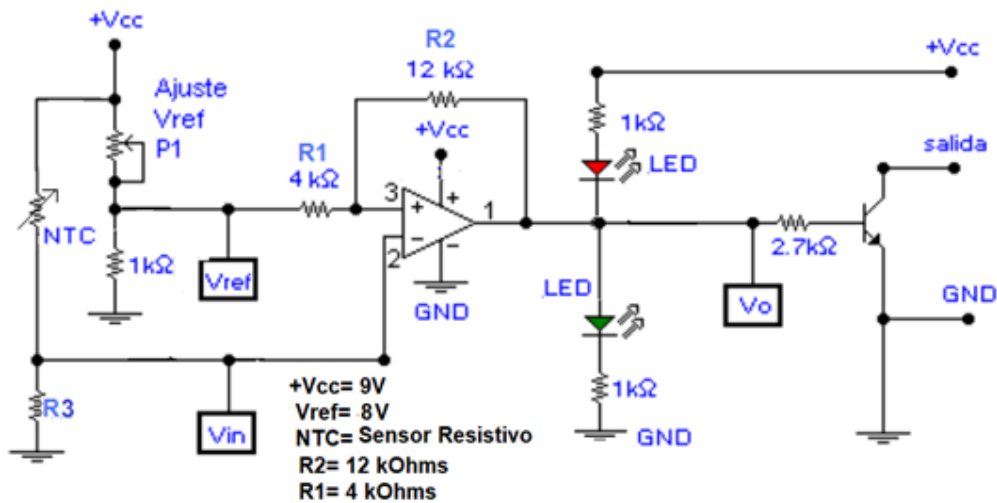 +Vcc
Ajuste
Vref
P1
NTC
1kΩ
Vref
R1
4 kΩ
R2
12 kΩ
+Vcc
3
+
+
1
-
-
2
GND
R3
Vin
+Vcc
1kΩ
LED
LED
1kΩ
GND
Vo
2.7kΩ
salida
GND
+Vcc= 9V
Vref= 8V
NTC= Sensor Resistivo
R2= 12 kOhms
R1= 4 kOhms